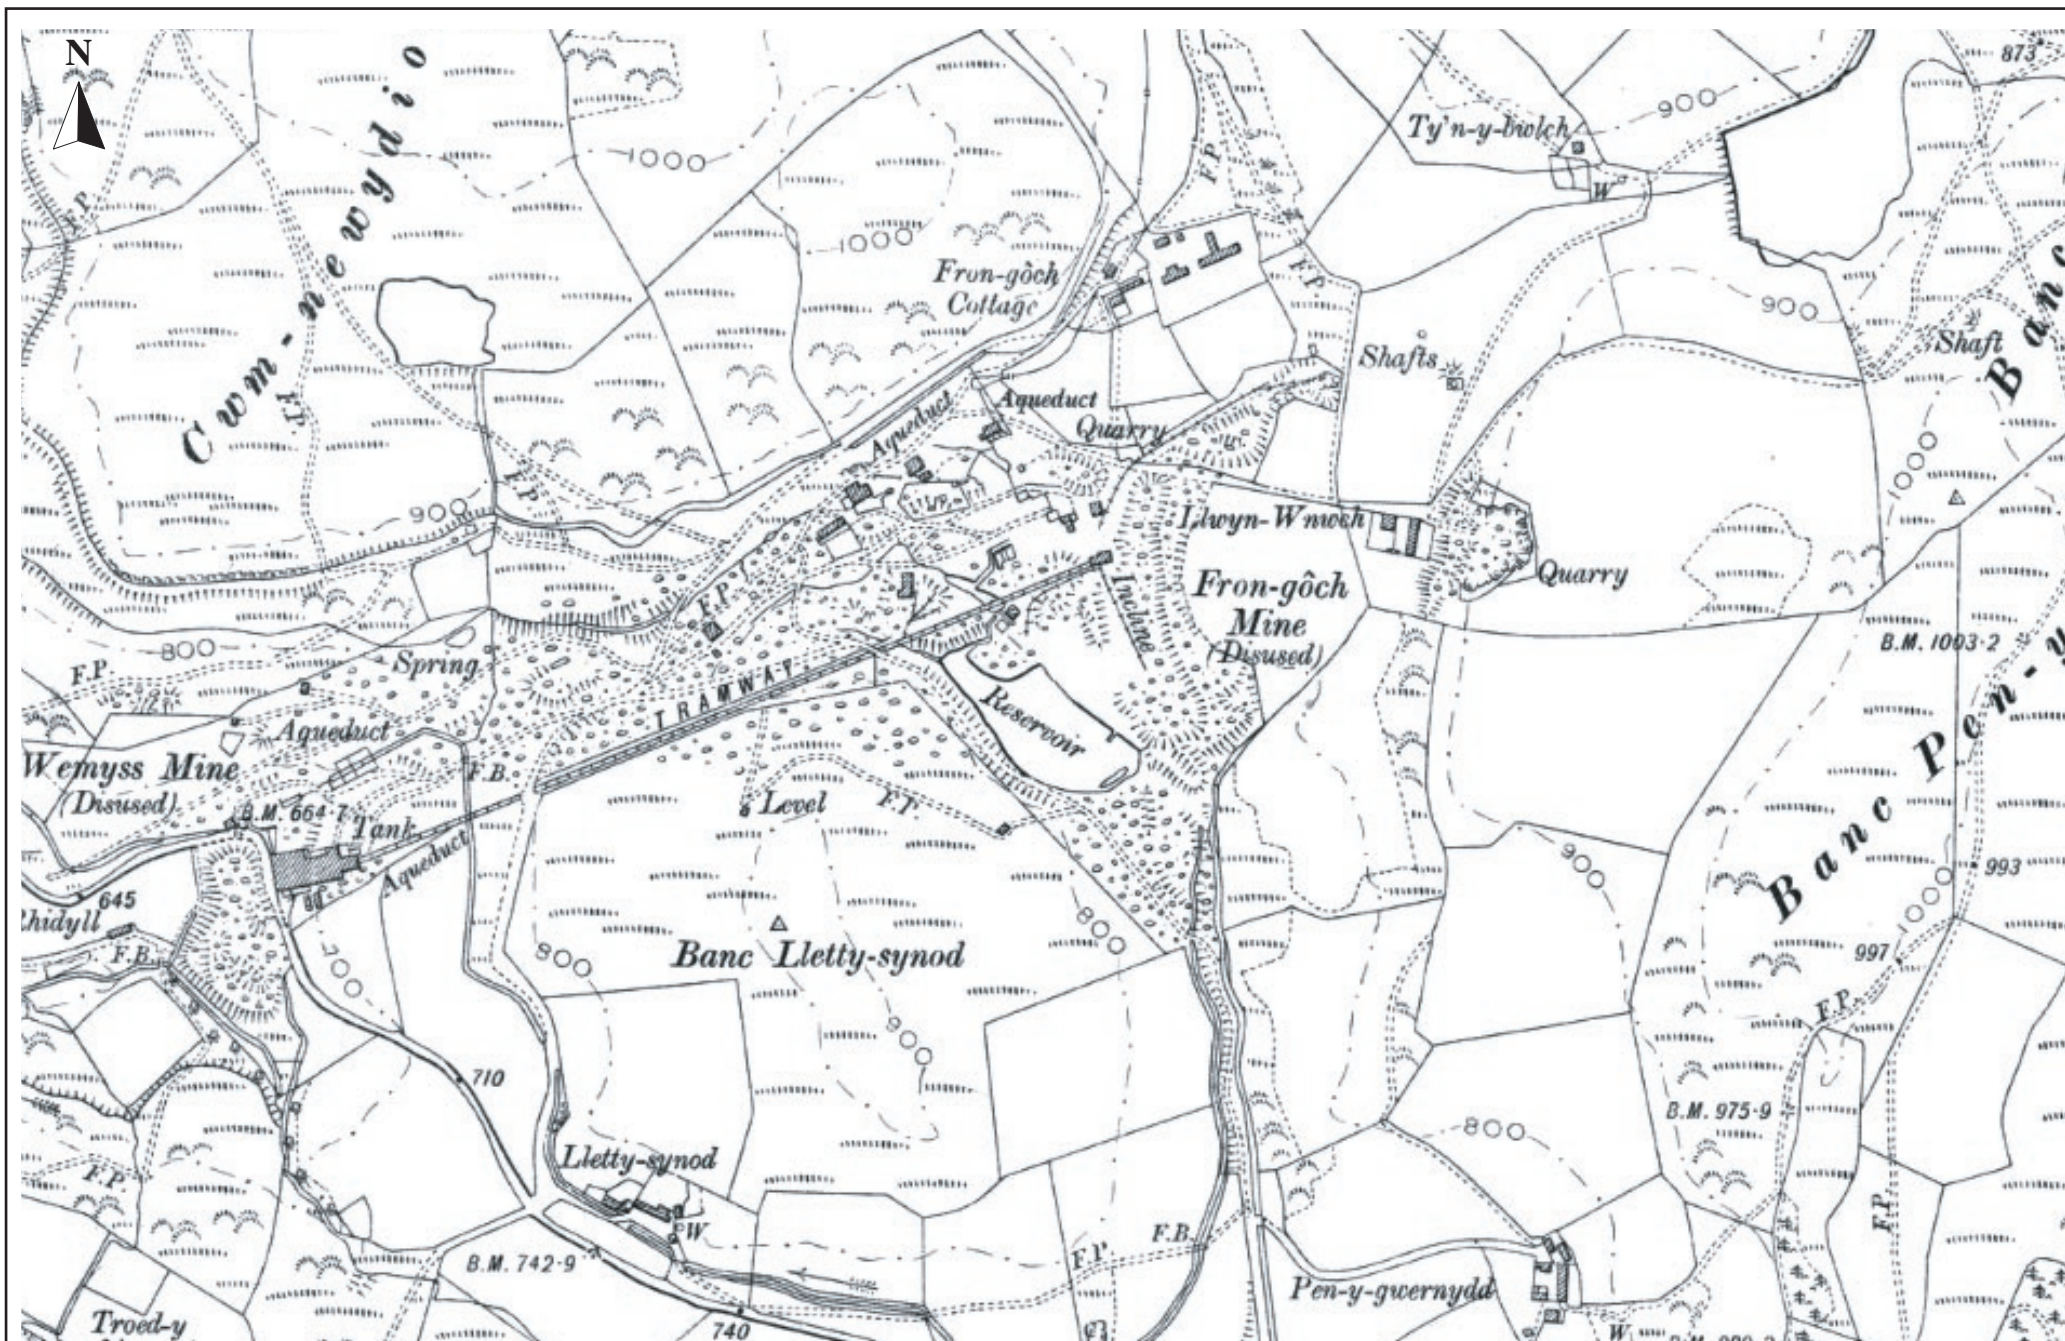 N
873
Cwm-newydio
1000
900
Ty'n-y-bwlch
F.P.
F.P.
W
1000
Fron-gôch
Cottage
F.P.
900
Shafts
Shaft
Banc
Aqueduct
Aqueduct
Quarry
F.P.
F.P.
900
1000
Llwyn-Wnwch
Quarry
Incline
Fron-gôch
Mine
(Disused)
F.P.
800
F.P.
Spring
B.M. 1003·2
TRAMWAY
Reservoir
Aqueduct
Wemyss Mine
(Disused)
F.B.
B.M. 664·7
Tank
Level
F.P.
Banc Pen-y
Aqueduct
900
993
645
1000
F.B.
800
800
Banc Lletty-synod
997
700
F.P.
900
710
B.M. 975·9
800
Lletty-synod
F.P.
W
F.P.
F.B.
F.P.
B.M. 742·9
Pen-y-gwernydd
Troed-y
740
W